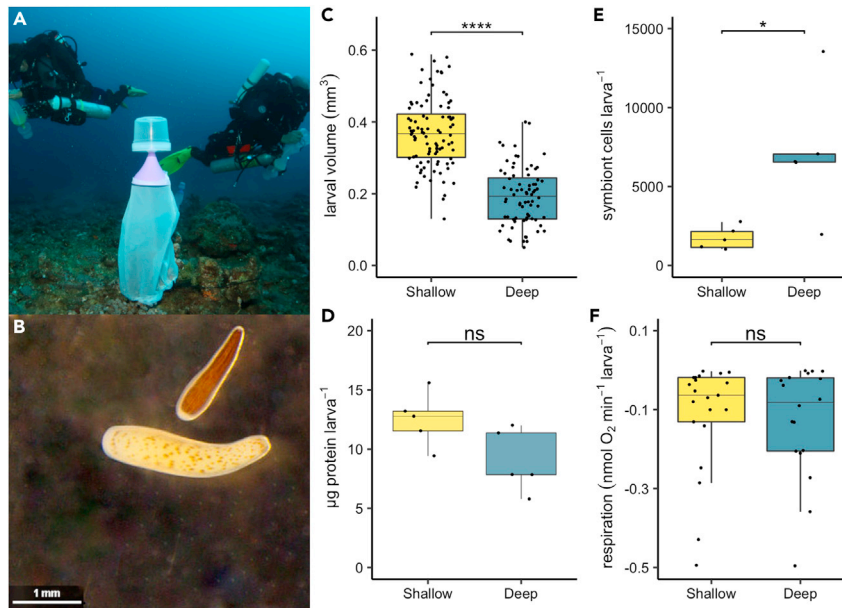 A
B
1 mm
C
****
larval volume (mm³)
0.6
0.4
0.2
0.0
Shallow
Deep
D
ns
µg protein larva⁻¹
20
15
10
5
0
Shallow
Deep
E
*
symbiont cells larva⁻¹
15000
10000
5000
0
Shallow
Deep
F
ns
respiration (nmol O₂ min⁻¹ larva⁻¹)
-0.1
-0.1
-0.3
-0.5
Shallow
Deep